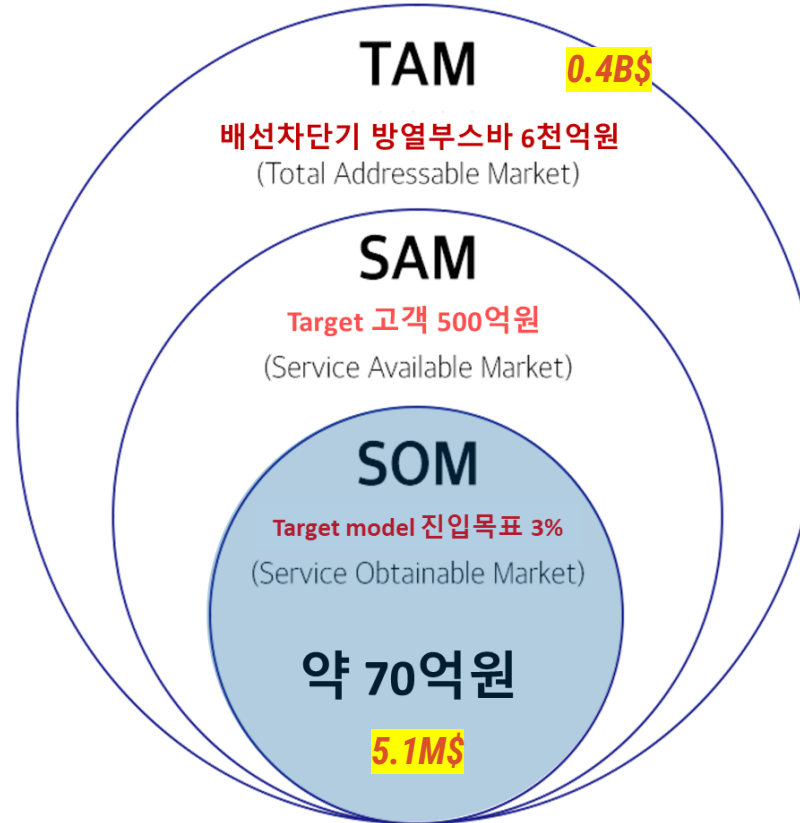 TAM
0.4B$
배선차단기 방열부스바 6천억원
(Total Addressable Market)
SAM
Target 고객 500억원
(Service Available Market)
SOM
Target model 진입목표 3%
(Service Obtainable Market)
약 70억원
5.1M$